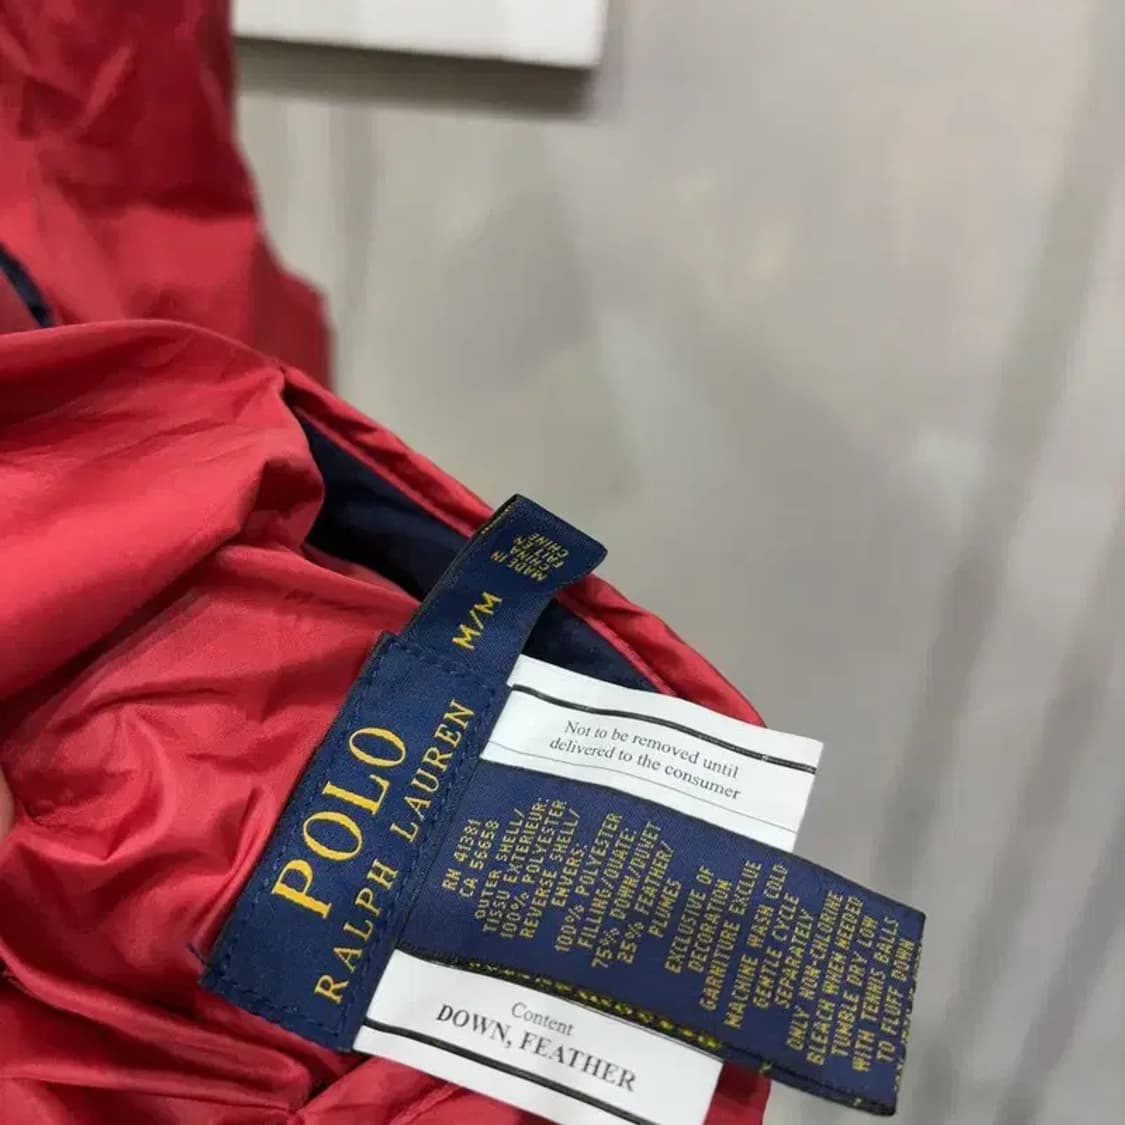 MADE IN
CHINA
FAIT EN
CHINE
M/M
POLO
RALPH LAUREN
Not to be removed until
delivered to the consumer
RN 41381
CA 56658
OUTER SHELL/
TISSU EXTERIEUR:
100% POLYESTER
REVERSE SHELL/
ENVERS:
100% POLYESTER
FILLING/OUATE:
75% DOWN/DUVET
25% FEATHER/
PLUMES
EXCLUSIVE OF
DECORATION
GARNITURE EXCLUE
MACHINE WASH COLD
GENTLE CYCLE
SEPARATELY
ONLY NON-CHLORINE
BLEACH WHEN NEEDED
TUMBLE DRY LOW
WITH TENNIS BALLS
TO FLUFF DOWN
Content
DOWN, FEATHER